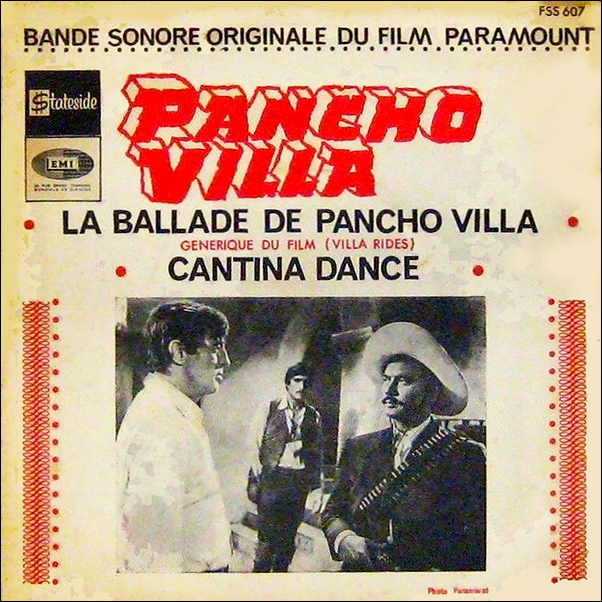 FSS 607
BANDE SONORE ORIGINALE DU FILM PARAMOUNT
Stateside
EMI
PANCHO
VILLA
LA BALLADE DE PANCHO VILLA
GENERIQUE DU FILM (VILLA RIDES)
CANTINA DANCE
Photo Paramount